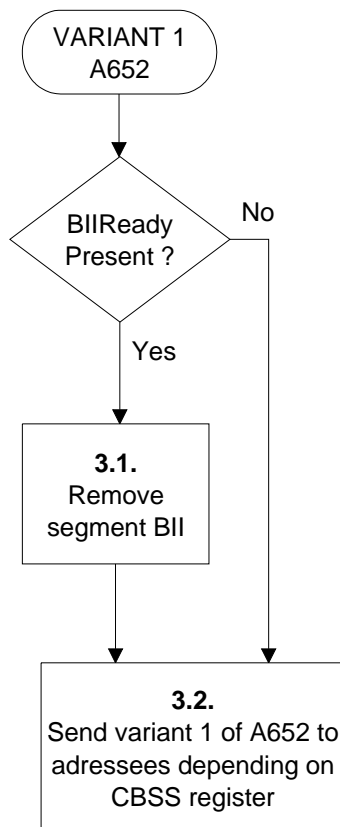 VARIANT 1
A652
BIIReady
Present ?
No
Yes
3.1.
Remove
segment BII
3.2.
Send variant 1 of A652 to
adressees depending on
CBSS register